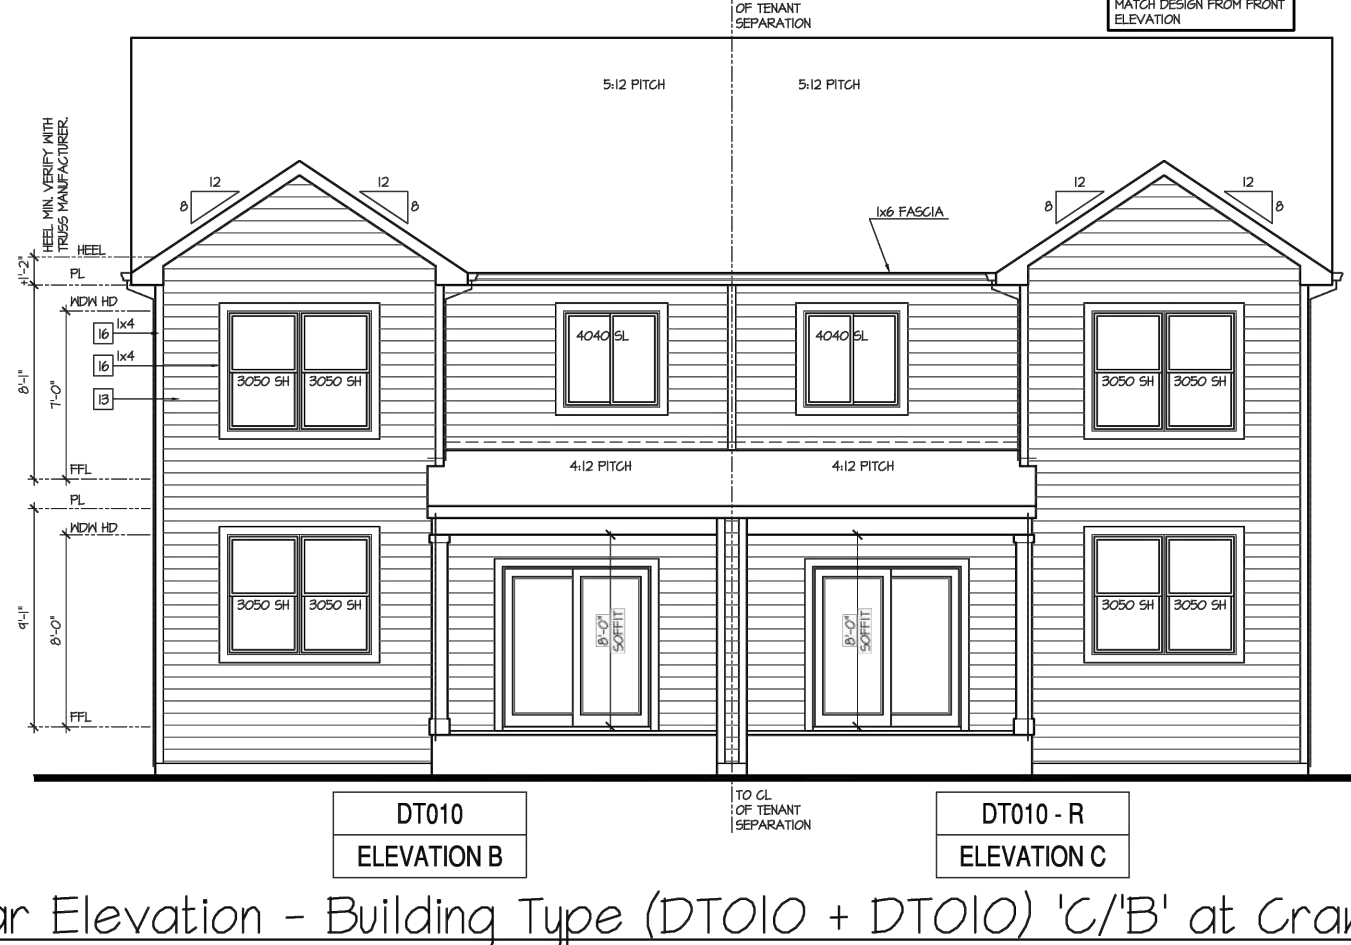 OF TENANT
SEPARATION
MATCH DESIGN FROM FRONT
ELEVATION
5:12 PITCH
5:12 PITCH
HEEL MIN. VERIFY WITH
TRUSS MANUFACTURER.
12
8
12
8
12
8
12
8
1x6 FASCIA
HEEL
±1'-2"
PL
WDW HD
16
1x4
16
1x4
13
8'-1"
7'-0"
3050 SH
3050 SH
4040 SL
4040 SL
3050 SH
3050 SH
4:12 PITCH
4:12 PITCH
FFL
PL
WDW HD
9'-1"
8'-0"
3050 SH
3050 SH
8'-0"
SOFFIT
8'-0"
SOFFIT
3050 SH
3050 SH
FFL
TO CL
OF TENANT
SEPARATION
DT010
ELEVATION B
DT010 - R
ELEVATION C
Elevation - Building Type (DT010 + DT010) 'C/'B' at